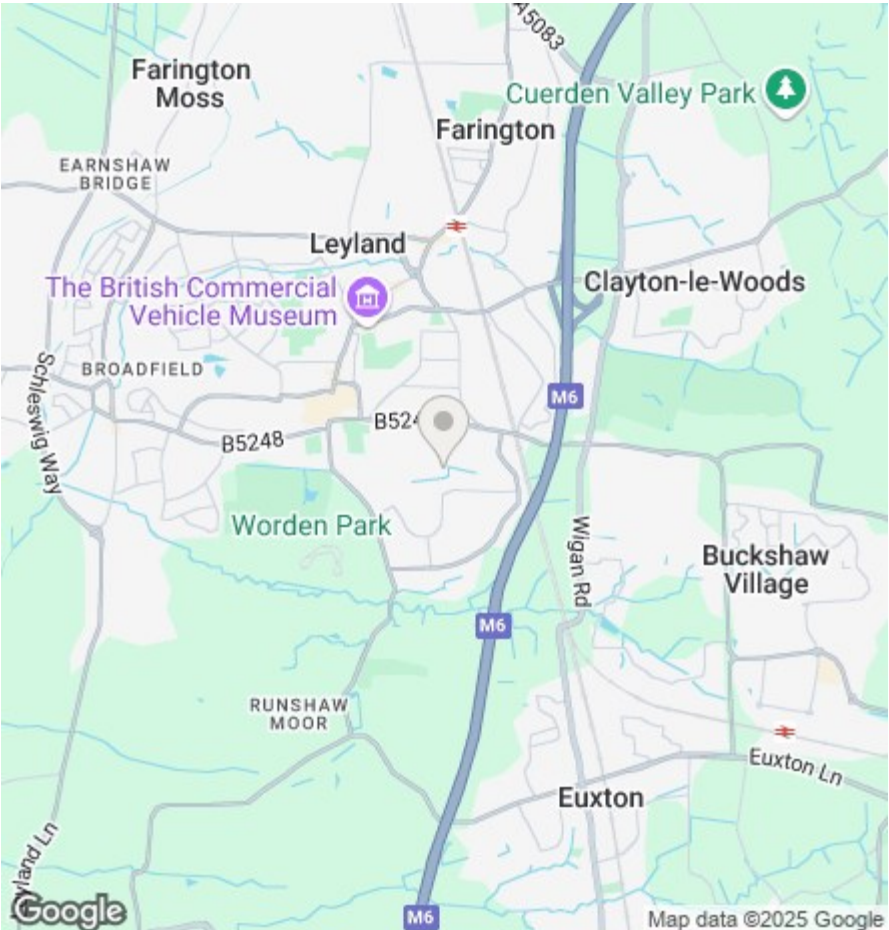 A5083
Farington
Moss
Cuerden Valley Park
Farington
EARNSHAW
BRIDGE
Leyland
Clayton-le-Woods
The British Commercial
Vehicle Museum
Schleswig Way
BROADFIELD
M6
B524
B5248
Worden Park
Wigan Rd
Buckshaw
Village
M6
RUNSHAW
MOOR
Euxton Ln
Euxton
yland Ln
Google
M6
Map data ©2025 Google